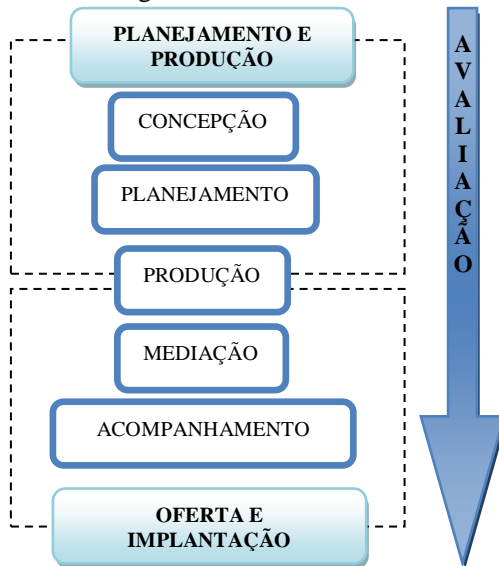 PLANEJAMENTO E
PRODUÇÃO
CONCEPÇÃO
PLANEJAMENTO
PRODUÇÃO
MEDIAÇÃO
ACOMPANHAMENTO
OFERTA E
IMPLANTAÇÃO
A
V
A
L
I
A
Ç
Ã
O